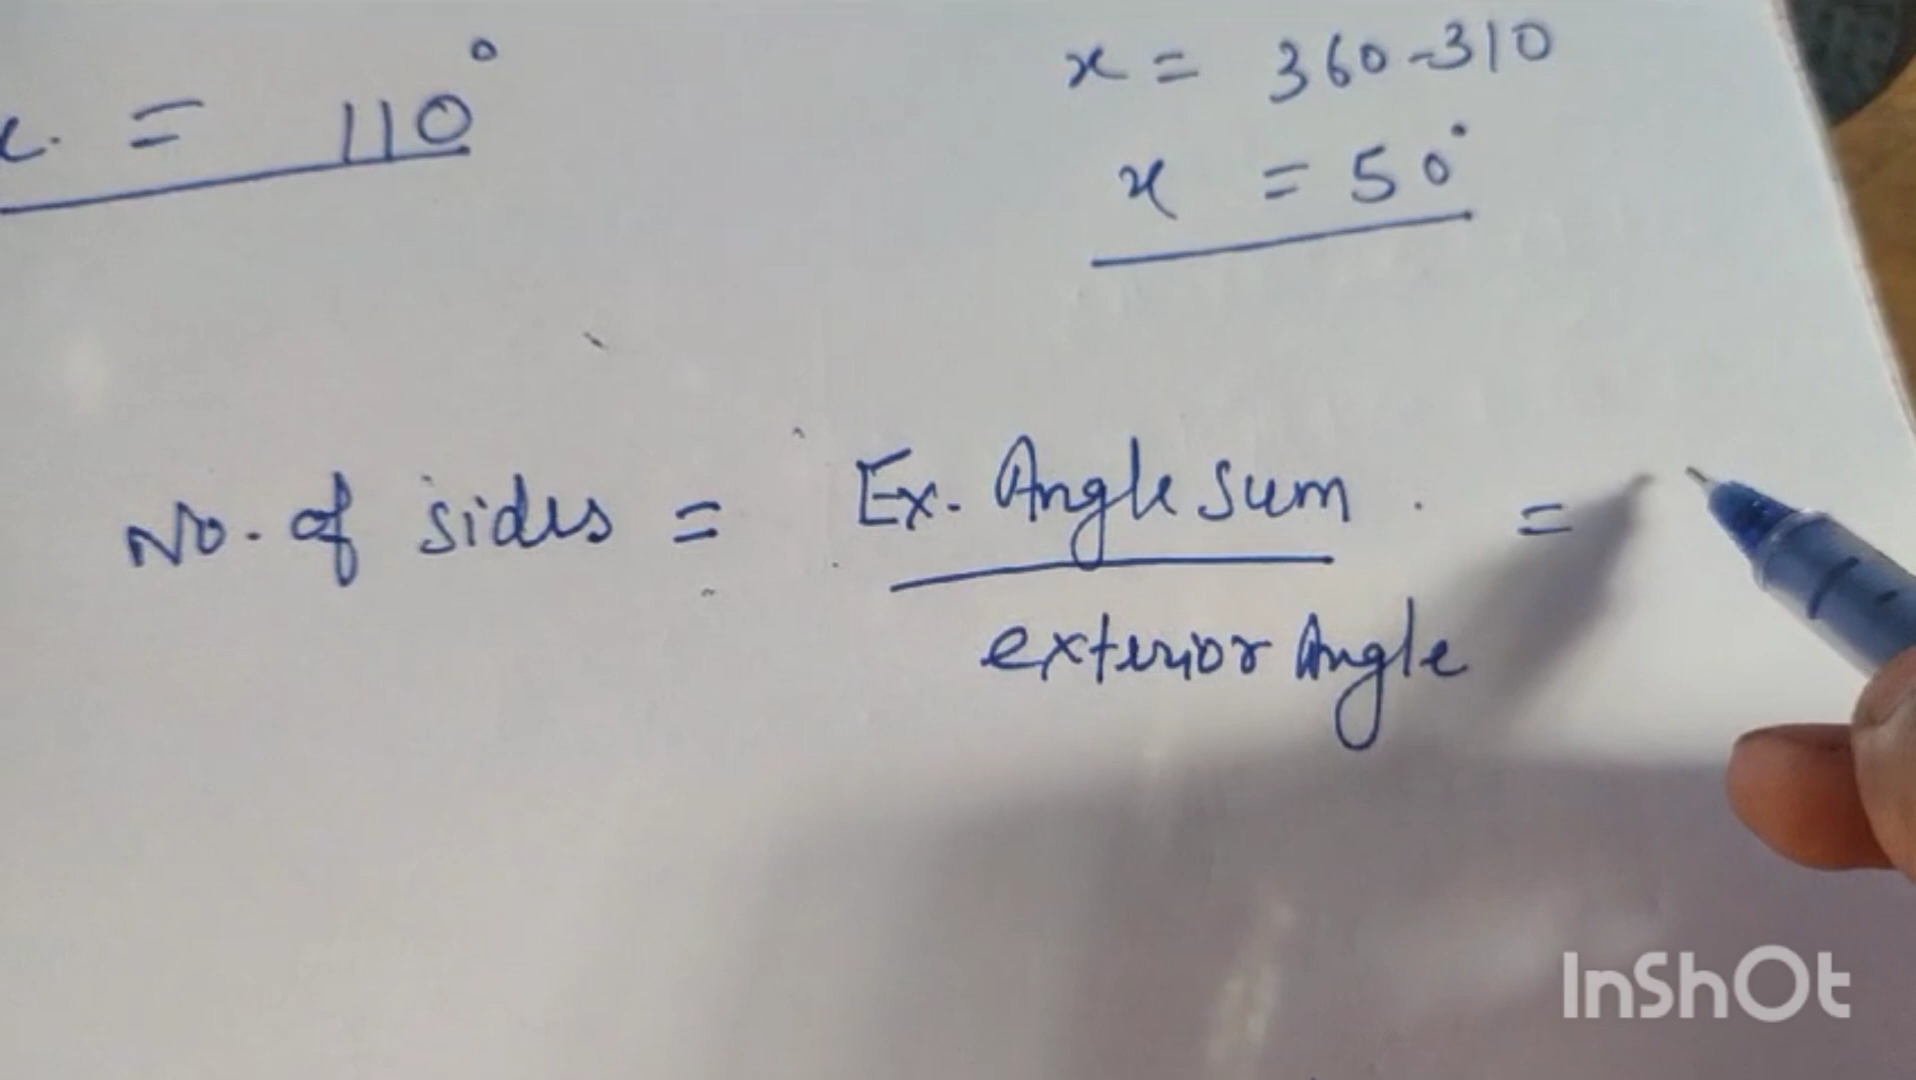 x = 360-310
x. = 110°
x = 50°
No. of sides = Ex. Angle sum =
exterior Angle
InShOt